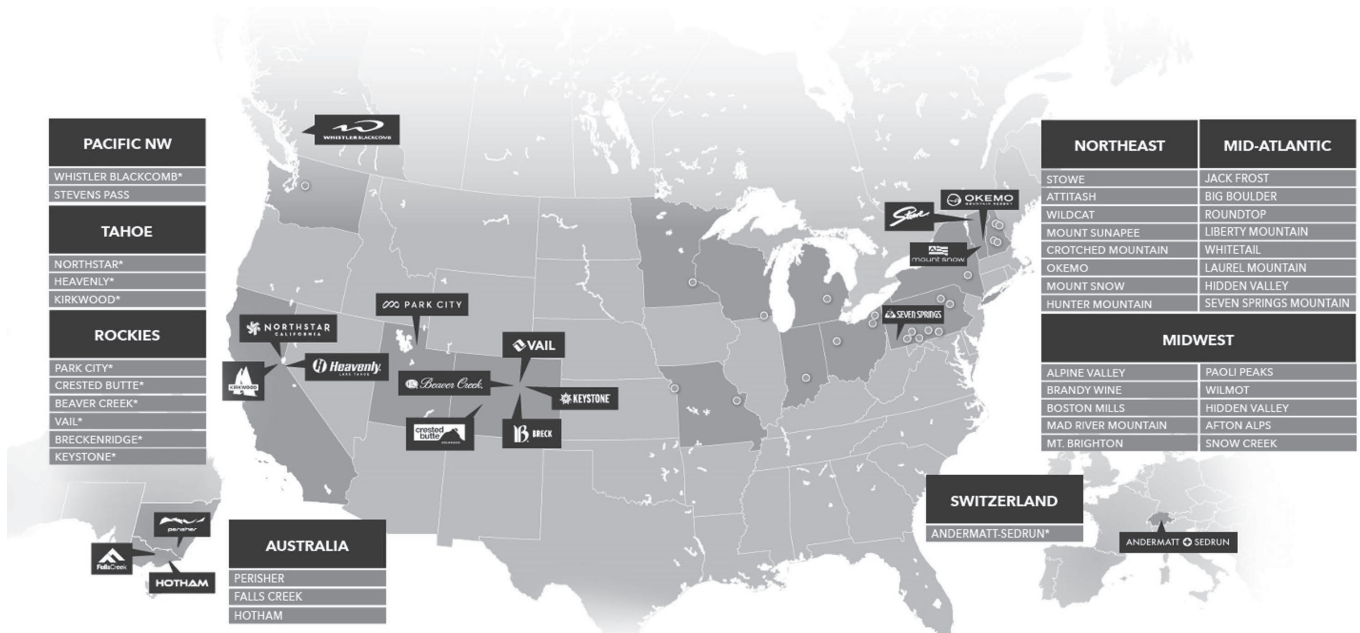 PACIFIC NW
WHISTLER BLACKCOMB*
STEVENS PASS
TAHOE
NORTHSTAR*
HEAVENLY*
KIRKWOOD*
ROCKIES
PARK CITY*
CRESTED BUTTE*
BEAVER CREEK*
VAIL*
BRECKENRIDGE*
KEYSTONE*
WHISTLER BLACKCOMB
PARK CITY
NORTHSTAR
CALIFORNIA
Heavenly
LAKE TAHOE
KIRKWOOD
VAIL
Beaver Creek
KEYSTONE
crested
butte
BRECK
Stowe
OKEMO
MOUNTAIN RESORT
mount snow
SEVEN SPRINGS
NORTHEAST
STOWE
ATTITASH
WILDCAT
MOUNT SUNAPEE
CROTCHED MOUNTAIN
OKEMO
MOUNT SNOW
HUNTER MOUNTAIN
MID-ATLANTIC
JACK FROST
BIG BOULDER
ROUNDTOP
LIBERTY MOUNTAIN
WHITETAIL
LAUREL MOUNTAIN
HIDDEN VALLEY
SEVEN SPRINGS MOUNTAIN
MIDWEST
ALPINE VALLEY
BRANDY WINE
BOSTON MILLS
MAD RIVER MOUNTAIN
MT. BRIGHTON
PAOLI PEAKS
WILMOT
HIDDEN VALLEY
AFTON ALPS
SNOW CREEK
perisher
FallsCreek
HOTHAM
AUSTRALIA
PERISHER
FALLS CREEK
HOTHAM
SWITZERLAND
ANDERMATT-SEDRUN*
ANDERMATT SEDRUN